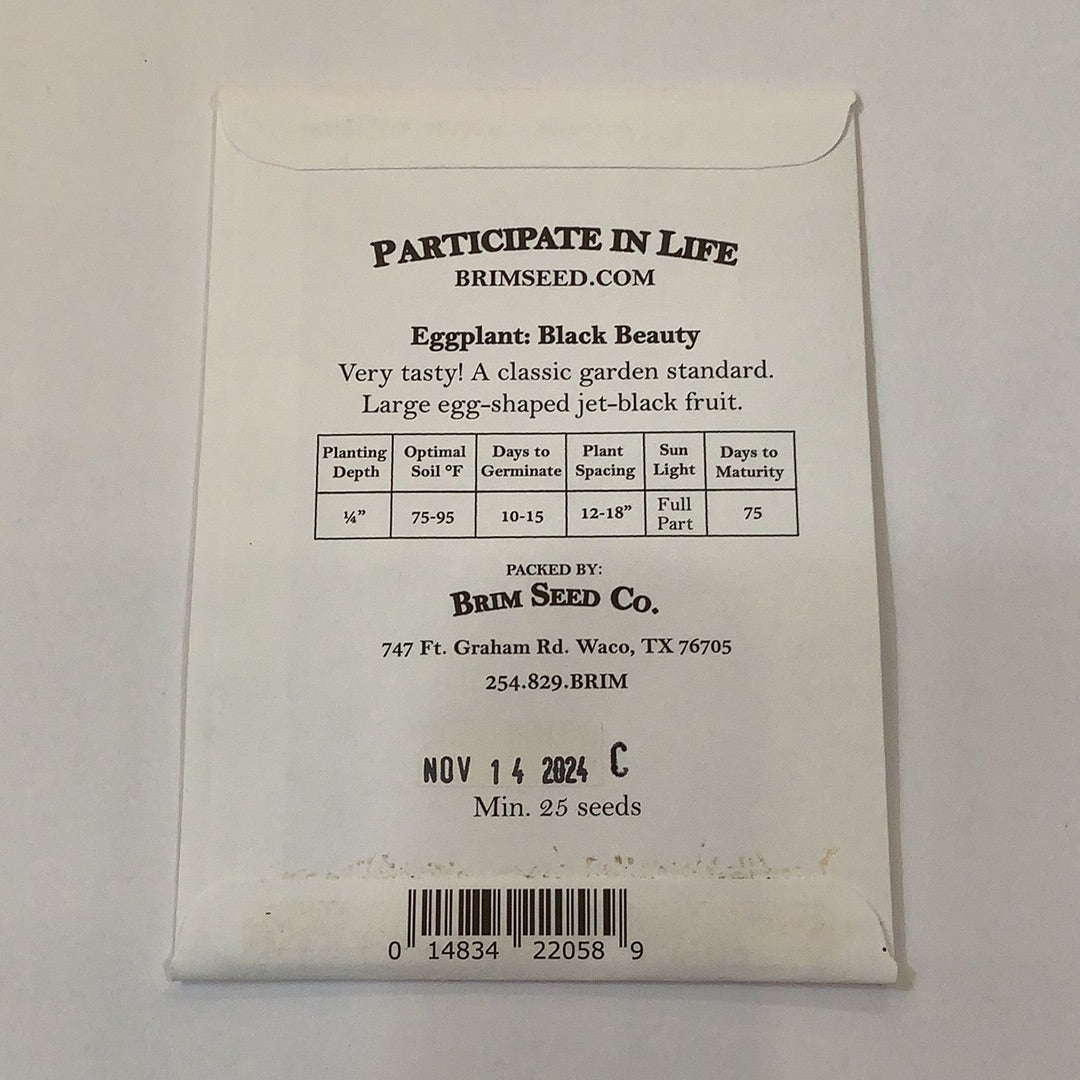 PARTICIPATE IN LIFE
BRIMSEED.COM
Eggplant: Black Beauty
Very tasty! A classic garden standard.
Large egg-shaped jet-black fruit.
Planting Depth Optimal Soil °F Days to Germinate Plant Spacing Sun Light Days to Maturity
¼” 75-95 10-15 12-18” Full Part 75
PACKED BY:
BRIM SEED CO.
747 Ft. Graham Rd. Waco, TX 76705
254.829.BRIM
NOV 14 2024 C
Min. 25 seeds
0 14834 22058 9